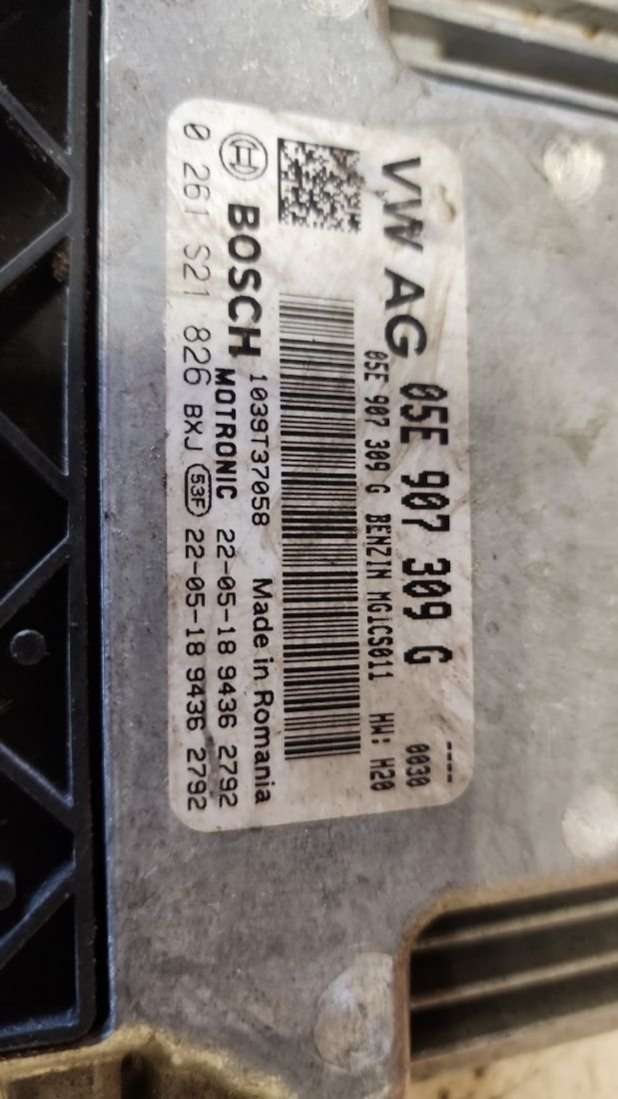 VW AG 05E 907 309 G ----
0030
05E 907 309 G BENZIN MG1CS011 HW: H20
BOSCH 1039T37058 Made in Romania
MOTRONIC 22-05-18 9436 2792
0 261 S21 826 BXJ 53F 22-05-18 9436 2792